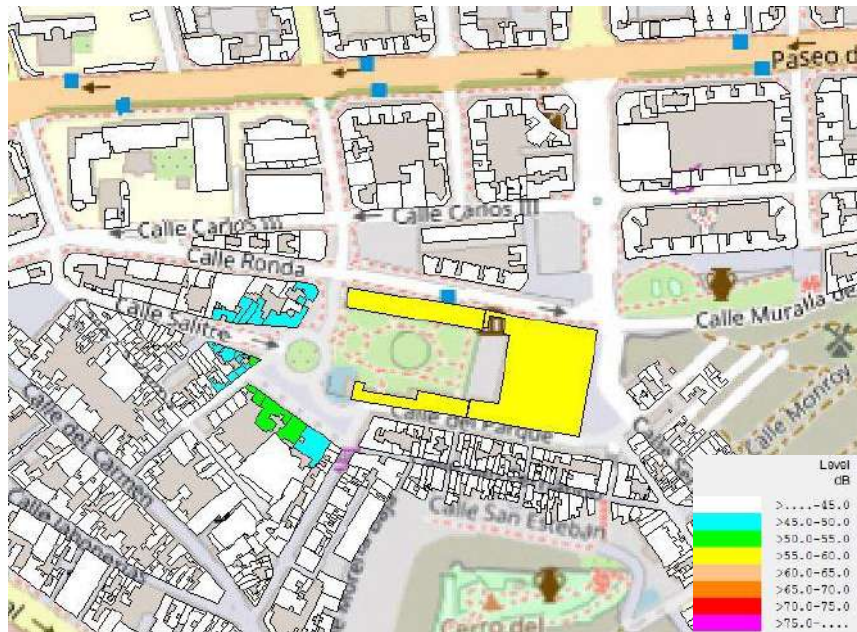 Paseo d
Calle Carlos III
Calle Carlos III
Calle Ronda
Calle Salitre
Calle Muralla de
Calle Monroy
Calle del Parque
Calle del Carmen
Calle San Esteban
Cerro del
Level
dB
>....-45.0
>45.0-50.0
>50.0-55.0
>55.0-60.0
>60.0-65.0
>65.0-70.0
>70.0-75.0
>75.0-....